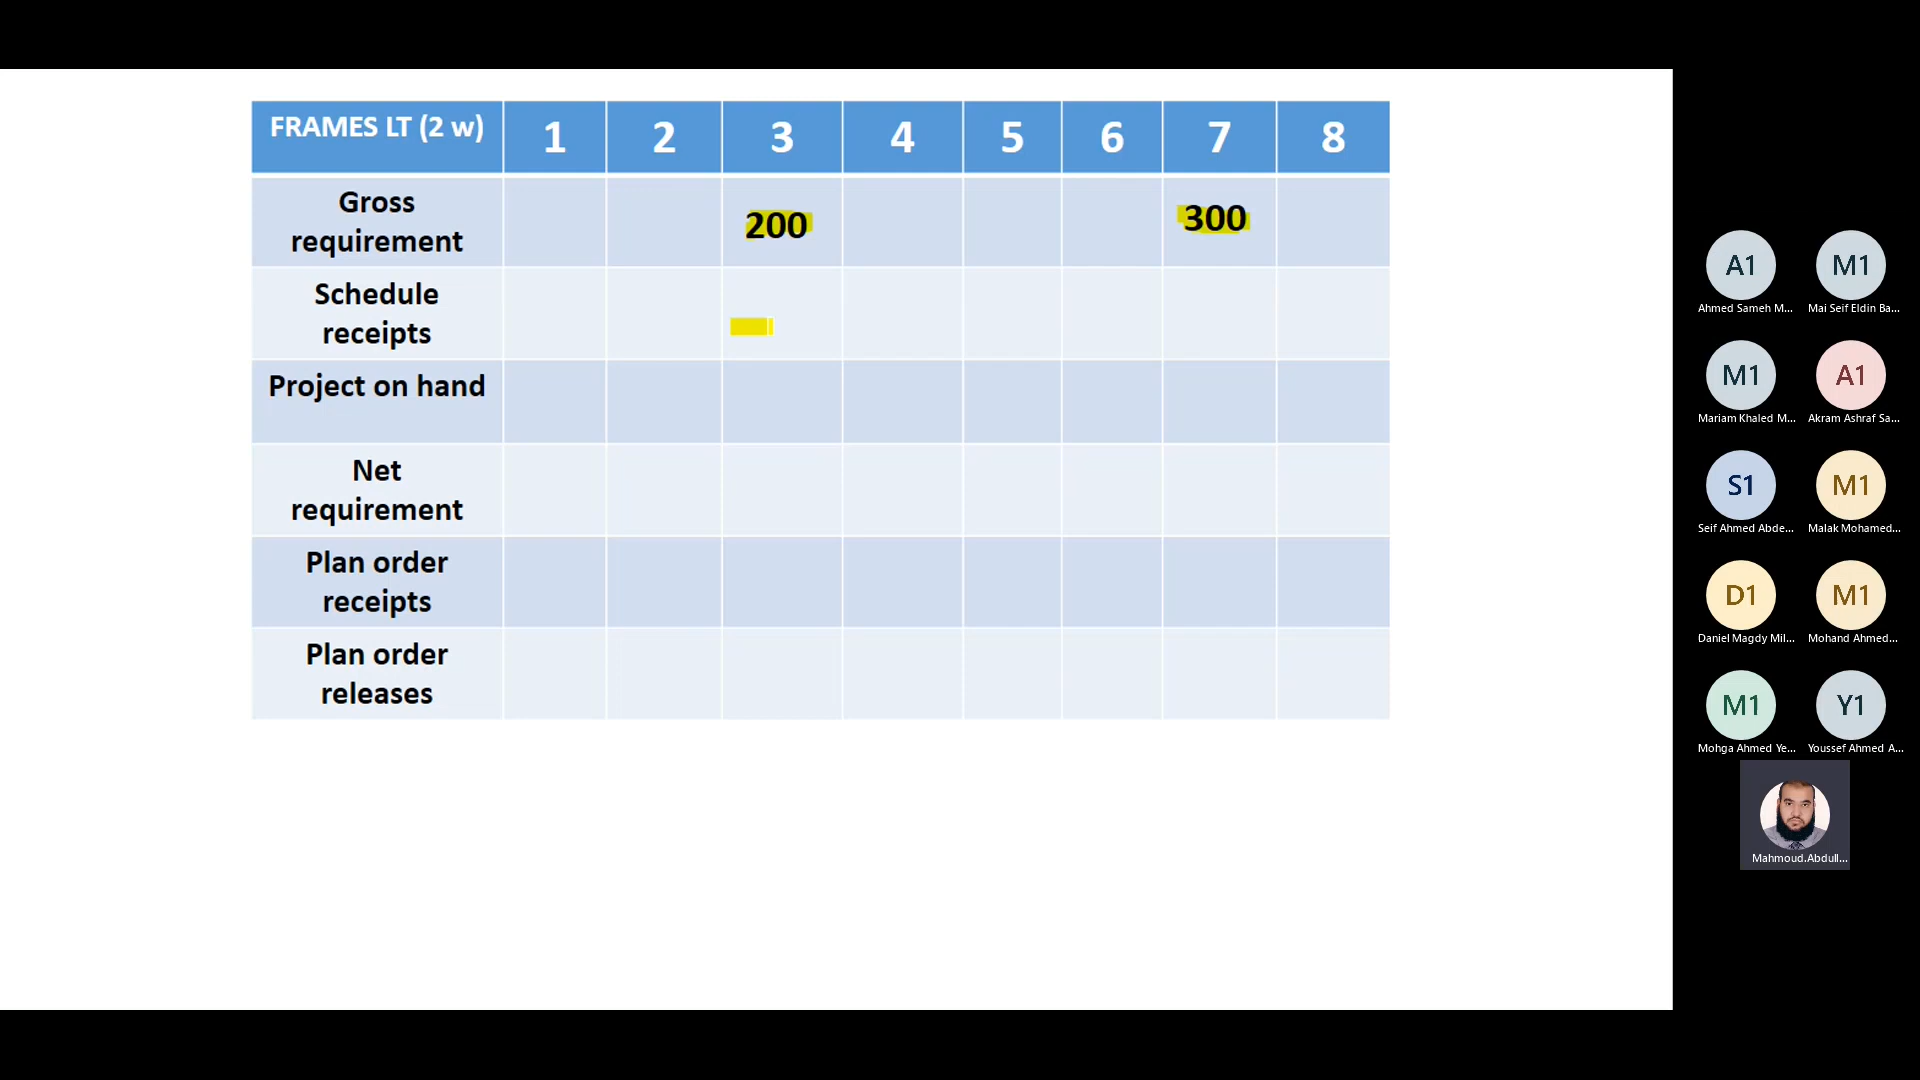 FRAMES LT (2 w) 1 2 3 4 5 6 7 8
Gross
requirement
200 300
Schedule
receipts
Project on hand
Net
requirement
Plan order
receipts
Plan order
releases
A1 M1
Ahmed Sameh M... Mai Seif Eldin Ba...
M1 A1
Mariam Khaled M... Akram Ashraf Sa...
S1 M1
Seif Ahmed Abde... Malak Mohamed...
D1 M1
Daniel Magdy Mil... Mohand Ahmed...
M1 Y1
Mohga Ahmed Ye... Youssef Ahmed A...
Mahmoud.Abdull...